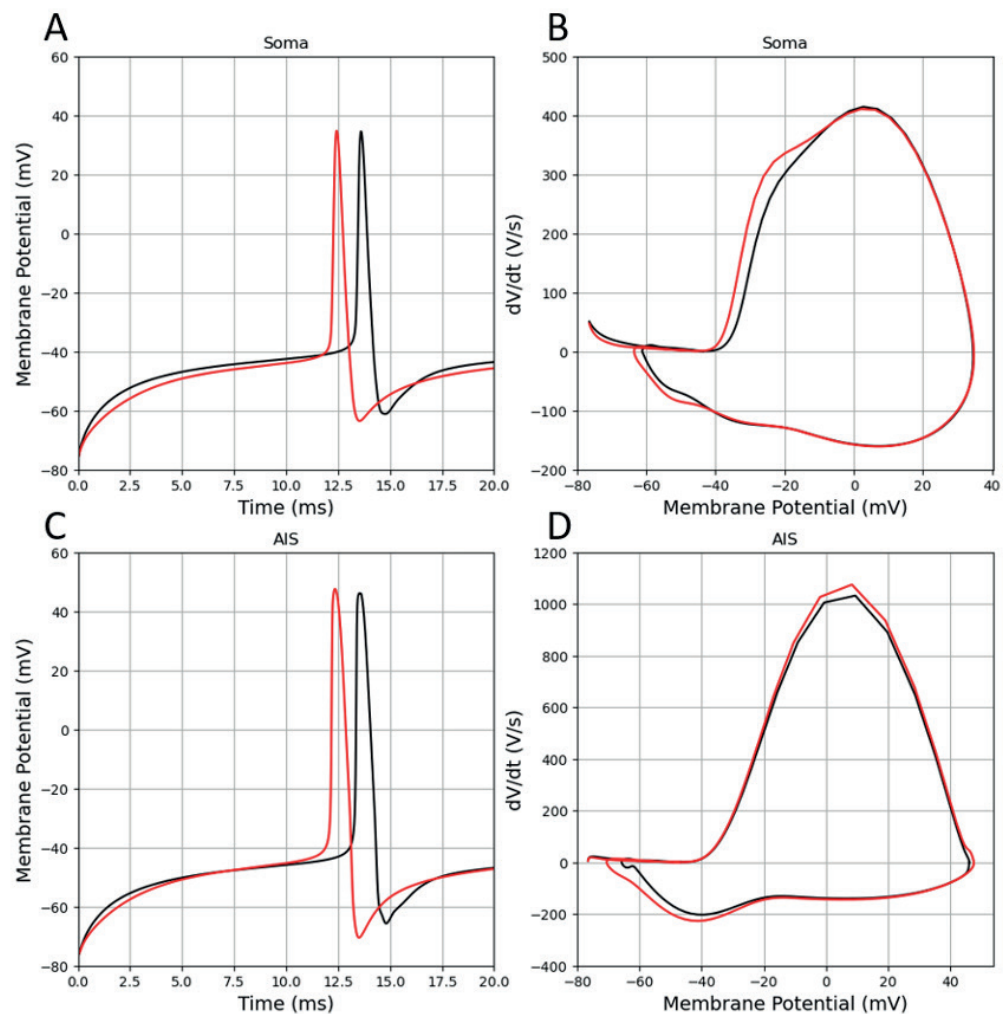 A
B
Soma
Soma
60
40
20
0
−20
−40
−60
−80
Membrane Potential (mV)
0.0 2.5 5.0 7.5 10.0 12.5 15.0 17.5 20.0
Time (ms)
500
400
300
200
100
0
−100
−200
dV/dt (V/s)
−80 −60 −40 −20 0 20 40
Membrane Potential (mV)
C
D
AIS
AIS
60
40
20
0
−20
−40
−60
−80
Membrane Potential (mV)
0.0 2.5 5.0 7.5 10.0 12.5 15.0 17.5 20.0
Time (ms)
1200
1000
800
600
400
200
0
−200
−400
dV/dt (V/s)
−80 −60 −40 −20 0 20 40
Membrane Potential (mV)